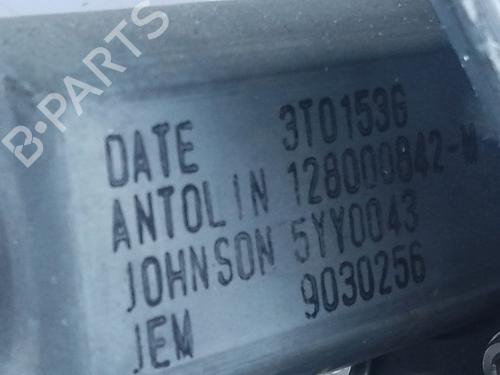 B-PARTS
DATE 3T0153G
ANTOLIN 128000842-M
JOHNSON 5YY0043
JEM 9030256